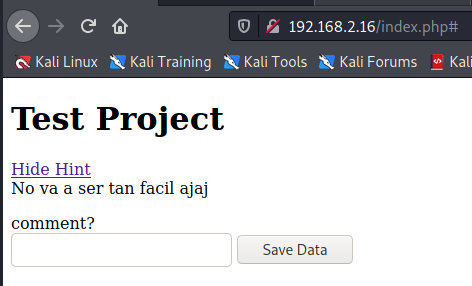 192.168.2.16/index.php#
Kali Linux Kali Training Kali Tools Kali Forums Kali
Test Project
Hide Hint
No va a ser tan facil ajaj
comment?
Save Data